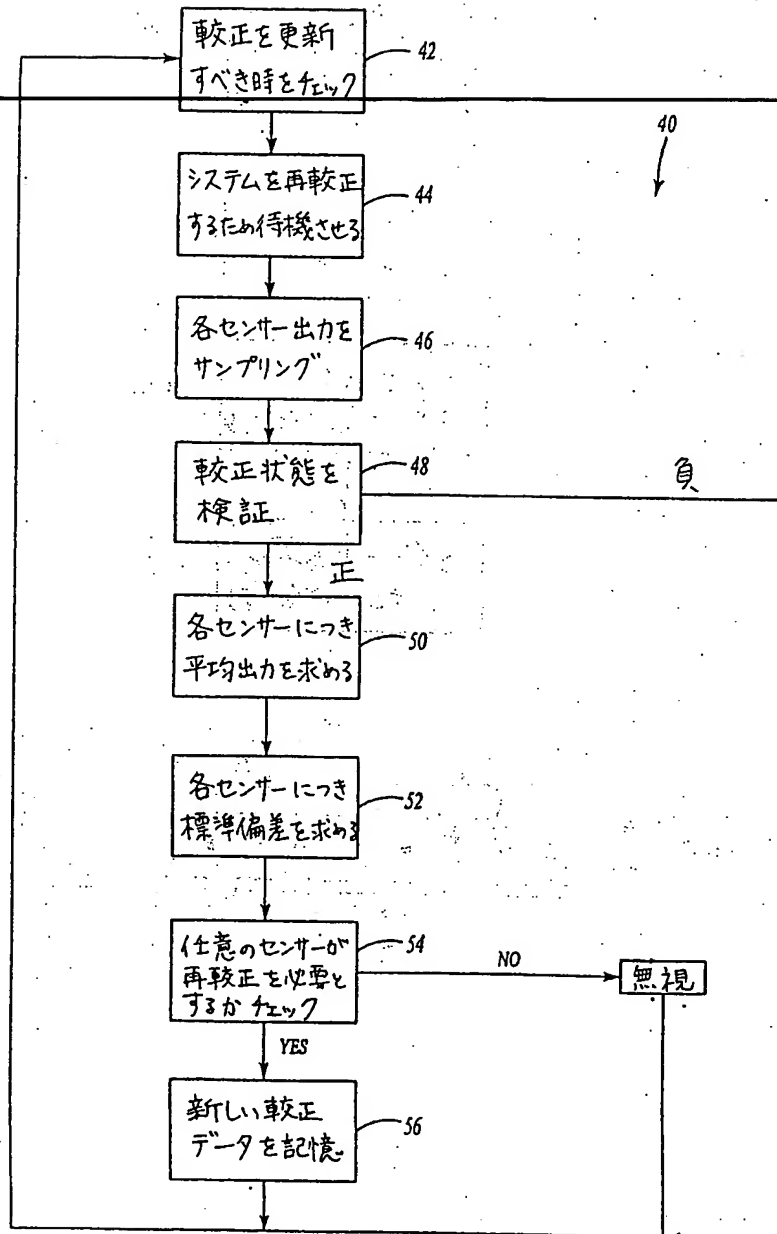 較正を更新
すべき時をチェック
42
40
システムを再較正
するため待機させる
44
各センサー出力を
サンプリング
46
較正状態を
検証
48
負
正
各センサーにつき
平均出力を求める
50
各センサーにつき
標準偏差を求める
52
任意のセンサーが
再較正を必要と
するかチェック
54
NO
無視
YES
新しい較正
データを記憶
56